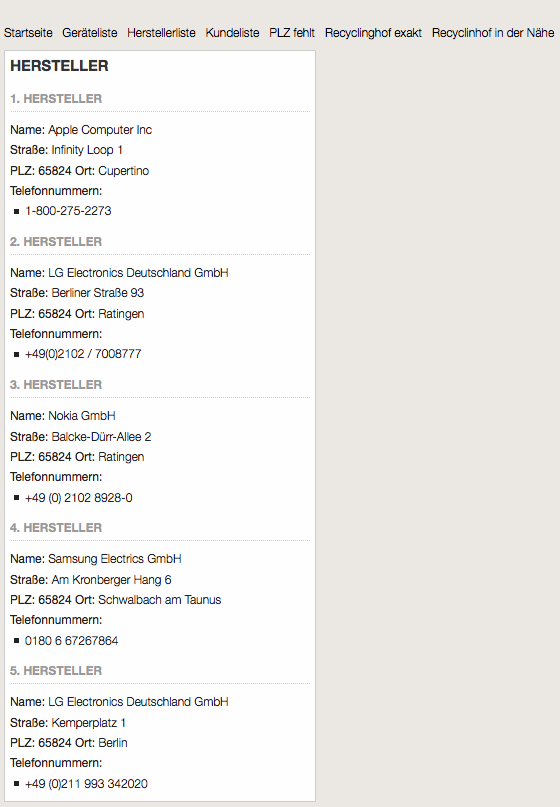 Startseite Geräteliste Herstellerliste Kundeliste PLZ fehlt Recyclinghof exakt Recyclinhof in der Nähe
HERSTELLER
1. HERSTELLER
Name: Apple Computer Inc
Straße: Infinity Loop 1
PLZ: 65824 Ort: Cupertino
Telefonnummern:
1-800-275-2273
2. HERSTELLER
Name: LG Electronics Deutschland GmbH
Straße: Berliner Straße 93
PLZ: 65824 Ort: Ratingen
Telefonnummern:
+49(0)2102 / 7008777
3. HERSTELLER
Name: Nokia GmbH
Straße: Balcke-Dürr-Allee 2
PLZ: 65824 Ort: Ratingen
Telefonnummern:
+49 (0) 2102 8928-0
4. HERSTELLER
Name: Samsung Electrics GmbH
Straße: Am Kronberger Hang 6
PLZ: 65824 Ort: Schwalbach am Taunus
Telefonnummern:
0180 6 67267864
5. HERSTELLER
Name: LG Electronics Deutschland GmbH
Straße: Kemperplatz 1
PLZ: 65824 Ort: Berlin
Telefonnummern:
+49 (0)211 993 342020